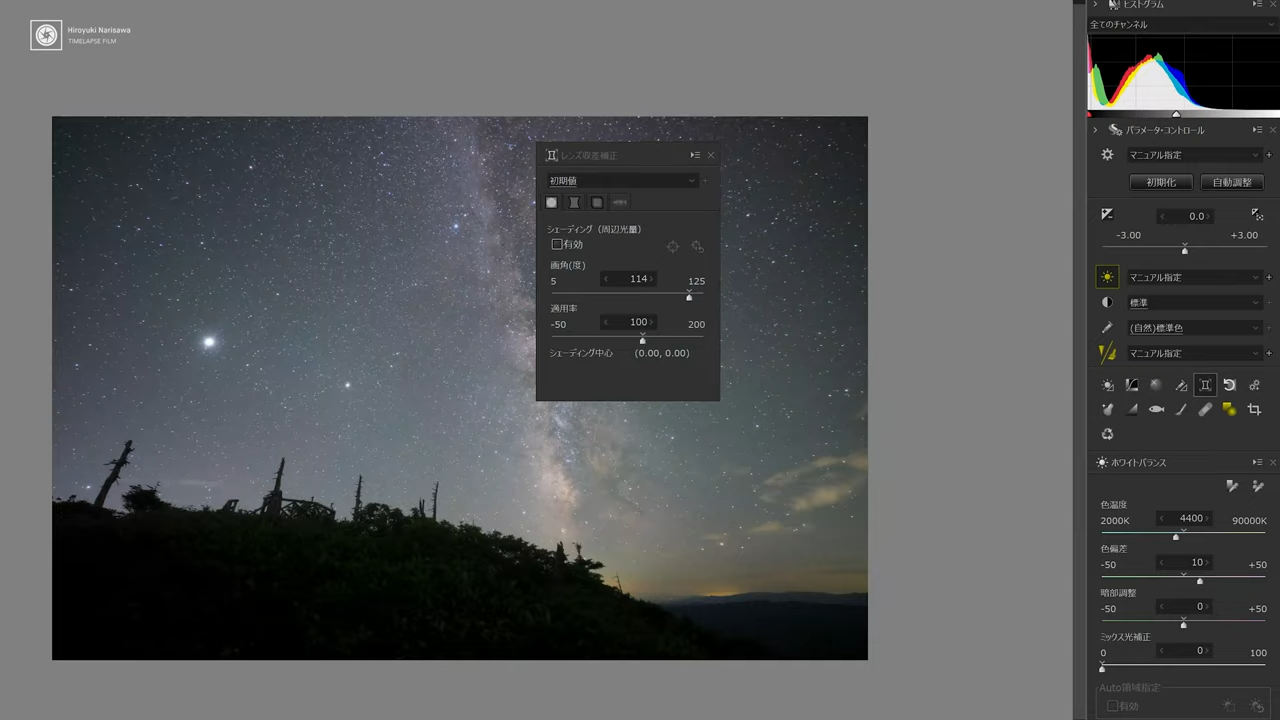 Hiroyuki Narisawa
TIMELAPSE FILM
レンズ収差補正
初期値
シェーディング（周辺光量）
有効
画角(度)
5
114
125
適用率
-50
100
200
シェーディング中心
(0.00, 0.00)
ヒストグラム
全てのチャンネル
パラメータ・コントロール
マニュアル指定
初期化
自動調整
0.0
-3.00
+3.00
マニュアル指定
標準
(自然)標準色
マニュアル指定
ホワイトバランス
色温度
2000K
4400
90000K
色偏差
-50
10
+50
暗部調整
-50
0
+50
ミックス光補正
0
0
100
Auto領域指定
有効